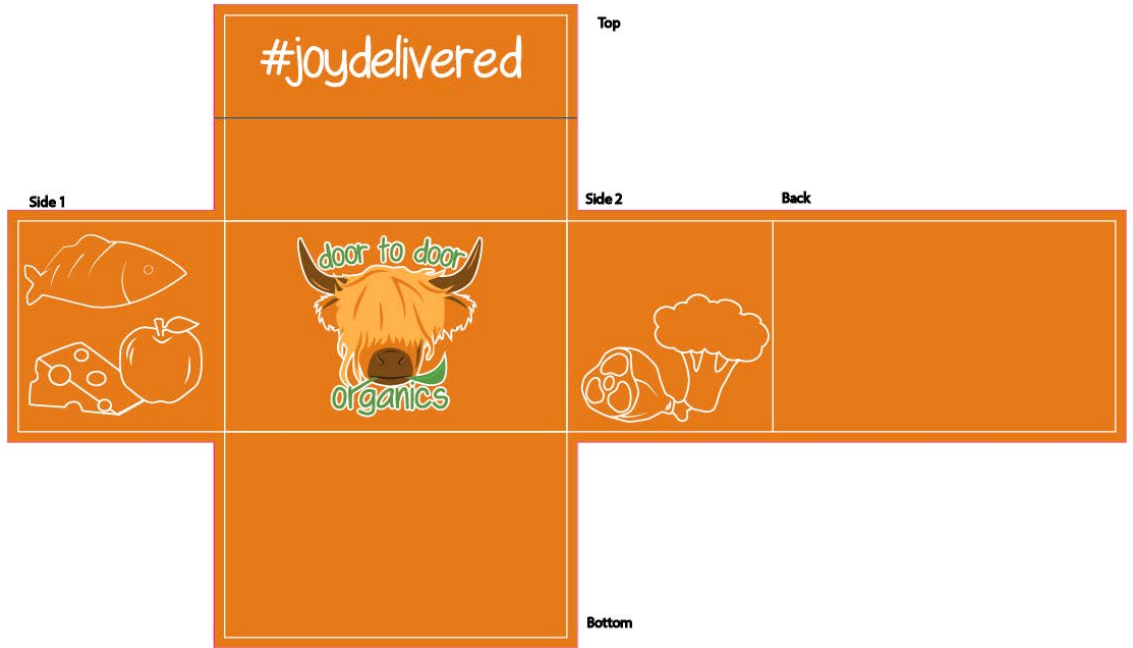 Top
#joydelivered
Side 1
Side 2
Back
door to door
organics
Bottom